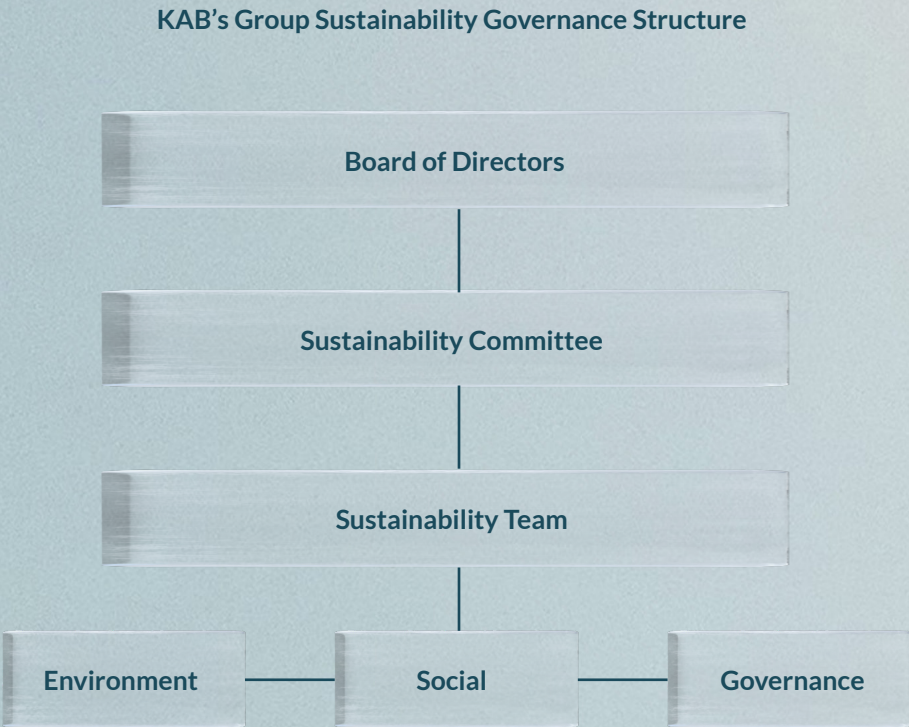 KAB’s Group Sustainability Governance Structure
Board of Directors
Sustainability Committee
Sustainability Team
Environment
Social
Governance